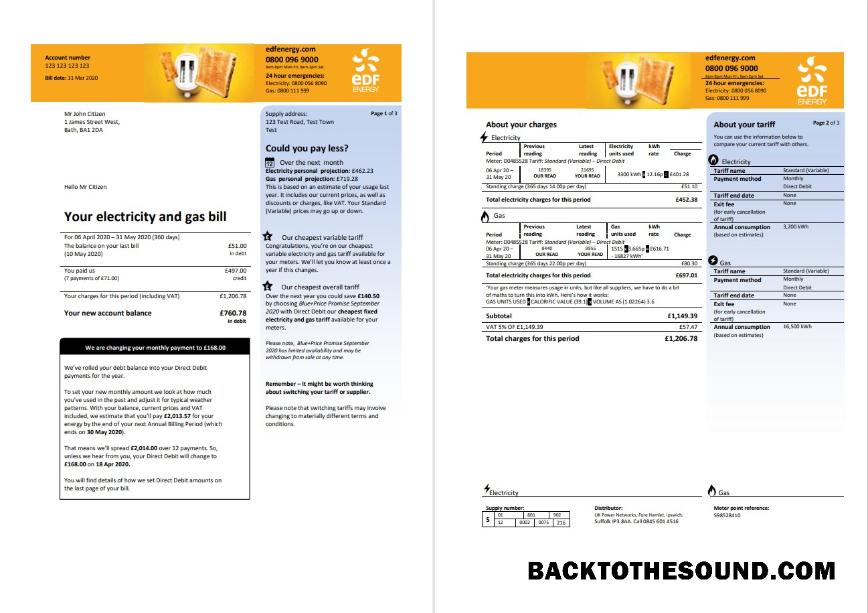 Account number
123 123 123 123
Bill date: 31 Mar 2020
edfenergy.com
0800 096 9000
8am-8pm Mon-Fri, 8am-2pm Sat
24 hour emergencies:
Electricity: 0800 096 8090
Gas: 0800 111 999
eDF
ENERGY
Mr John Citizen
1 James Street West,
Bath, BA1 2DA
Hello Mr Citizen
Your electricity and gas bill
For 06 April 2020 – 31 May 2020 (360 days)
The balance on your last bill £51.00
(10 May 2020) in debt
You paid us £497.00
(7 payments of £71.00) credit
Your charges for this period (including VAT) £1,206.78
Your new account balance £760.78
in debit
We are changing your monthly payment to £168.00
We've rolled your debt balance into your Direct Debit
payments for the year.
To set your new monthly amount we look at how much
you've used in the past and adjust it for typical weather
patterns. With your balance, current prices and VAT
included, we estimate that you'll pay £2,013.57 for your
energy by the end of your next Annual Billing Period (which
ends on 30 May 2020).
That means we'll spread £2,014.00 over 12 payments. So,
unless we hear from you, your Direct Debit will change to
£168.00 on 18 Apr 2020.
You will find details of how we set Direct Debit amounts on
the last page of your bill.
Supply address: Page 1 of 3
123 Test Road, Test Town
Test
Could you pay less?
12 Over the next month
Electricity personal projection: £462.23
Gas personal projection: £719.28
This is based on an estimate of your usage last
year. It includes our current prices, as well as
discounts or charges, like VAT. Your Standard
(Variable) prices may go up or down.
Our cheapest variable tariff
Congratulations, you're on our cheapest
variable electricity and gas tariff available for
your meters. We'll let you know at least once a
year if this changes.
Our cheapest overall tariff
Over the next year you could save £140.50
by choosing Blue+Price Promise September
2020 with Direct Debit our cheapest fixed
electricity and gas tariff available for your
meters.
Please note, Blue+Price Promise September
2020 has limited availability and may be
withdrawn from sale at any time.
Remember – it might be worth thinking
about switching your tariff or supplier.
Please note that switching tariffs may involve
changing to materially different terms and
conditions.
edfenergy.com
0800 096 9000
8am-8pm Mon-Fri, 8am-2pm Sat
24 hour emergencies:
Electricity: 0800 096 8090
Gas: 0800 111 999
eDF
ENERGY
About your charges
Electricity
Period Previous reading Latest reading Electricity units used kWh rate Charge
Meter: D0485528 Tariff: Standard (Variable) – Direct Debit
06 Apr 20 – 31 May 20 18395 OUR READ 21695 YOUR READ 3300 kWh 12.16p £401.28
Standing charge (365 days 14.00p per day) £51.10
Total electricity charges for this period £452.38
Gas
Period Previous reading Latest reading Gas units used kWh rate Charge
Meter: D0485528 Tariff: Standard (Variable) – Direct Debit
06 Apr 20 – 31 May 20 8440 OUR READ 9955 YOUR READ 1515 3.665p £616.71
- 16827 kWh*
Standing charge (365 days 22.00p per day) £80.30
Total electricity charges for this period £697.01
*Your gas meter measures usage in units, but like all suppliers, we have to do a bit
of maths to turn this into kWh. Here's how it works:
GAS UNITS USED CALORIFIC VALUE (39.1) VOLUME AS (1.02264) 3.6
Subtotal £1,149.39
VAT 5% OF £1,149.39 £57.47
Total charges for this period £1,206.78
About your tariff Page 2 of 3
You can use the information below to
compare your current tariff with others.
Electricity
Tariff name Standard (Variable)
Payment method Monthly
Direct Debit
Tariff end date None
Exit fee None
(for early cancellation
of tariff)
Annual consumption 3,200 kWh
(based on estimates)
Gas
Tariff name Standard (Variable)
Payment method Monthly
Direct Debit
Tariff end date None
Exit fee None
(for early cancellation
of tariff)
Annual consumption 16,500 kWh
(based on estimates)
Electricity
Supply number:
S 01 801 902
12 0002 0075 216
Distributor:
UK Power Networks, Fore Hamlet, Ipswich,
Suffolk IP3 8AA. Call 0845 601 4516
Gas
Meter point reference:
598528410
BACKTOTHESOUND.COM